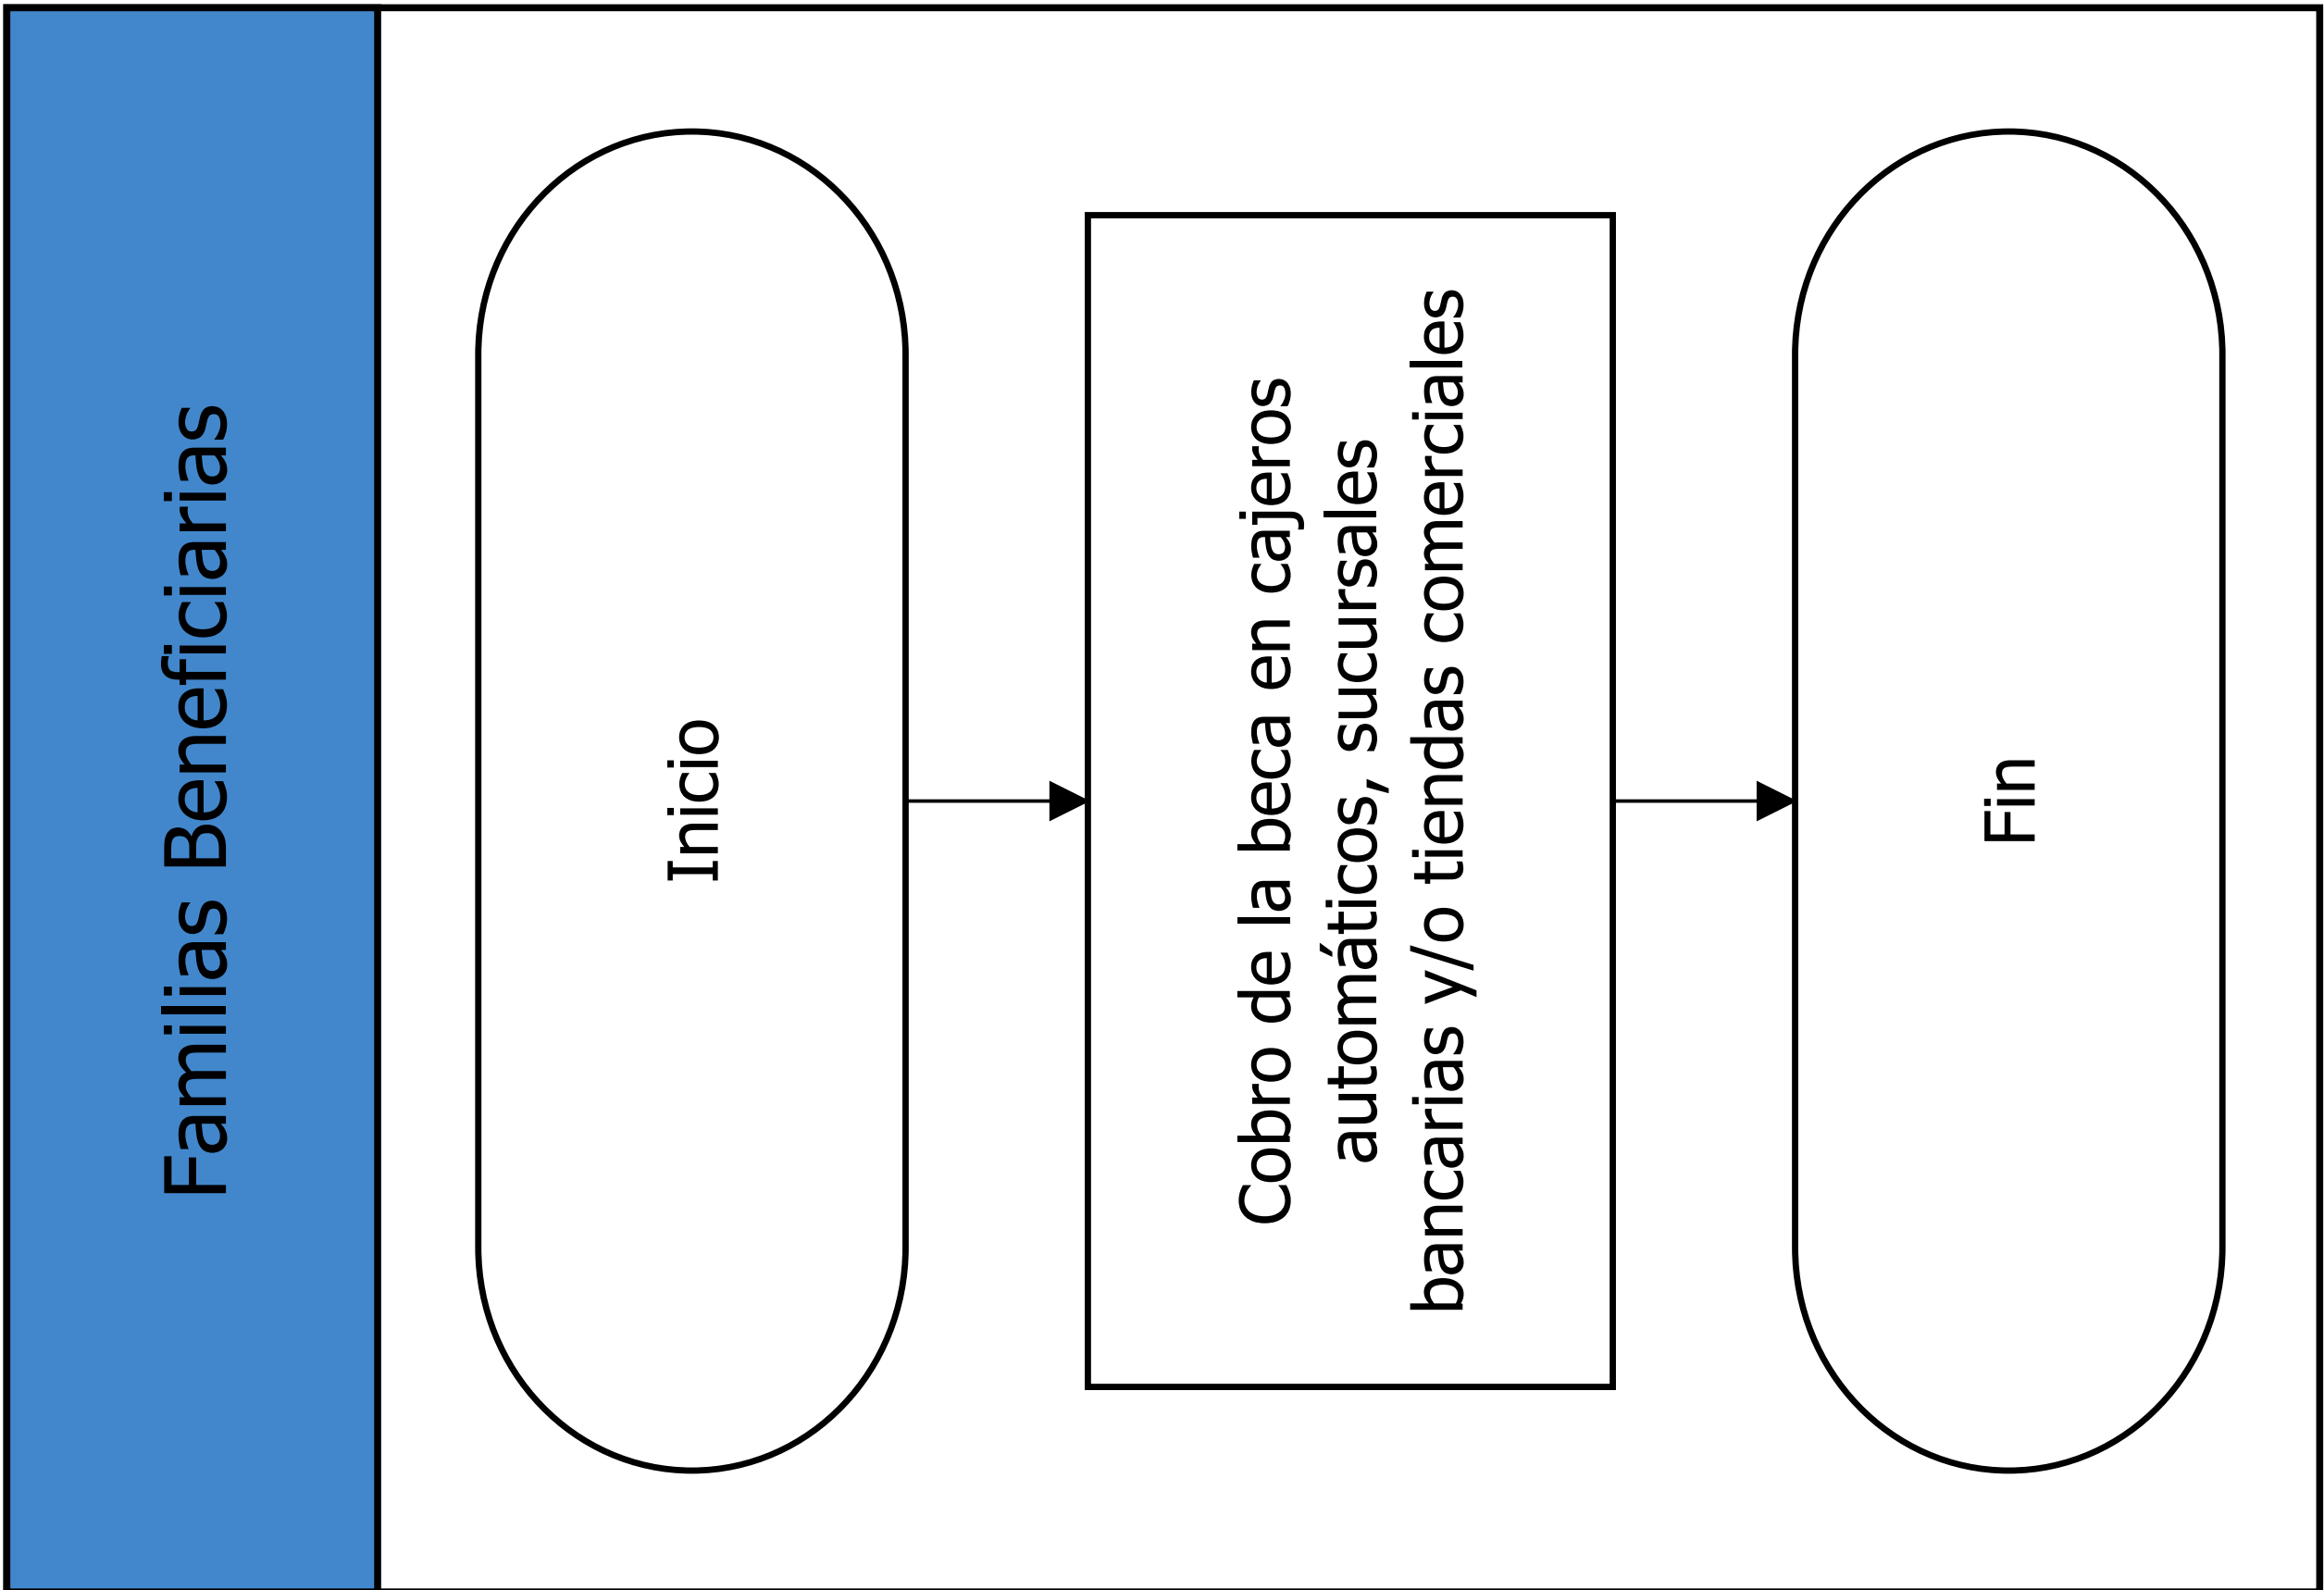 Familias Beneficiarias
Inicio
Cobro de la beca en cajeros
automáticos, sucursales
bancarias y/o tiendas comerciales
Fin